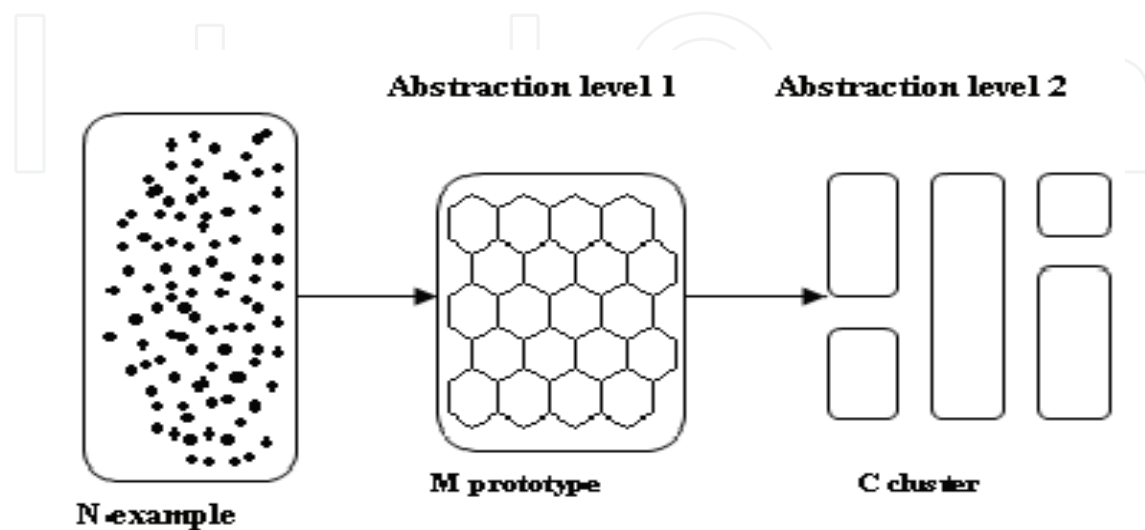 Abstraction level 1
Abstraction level 2
M prototype
C cluster
N-example